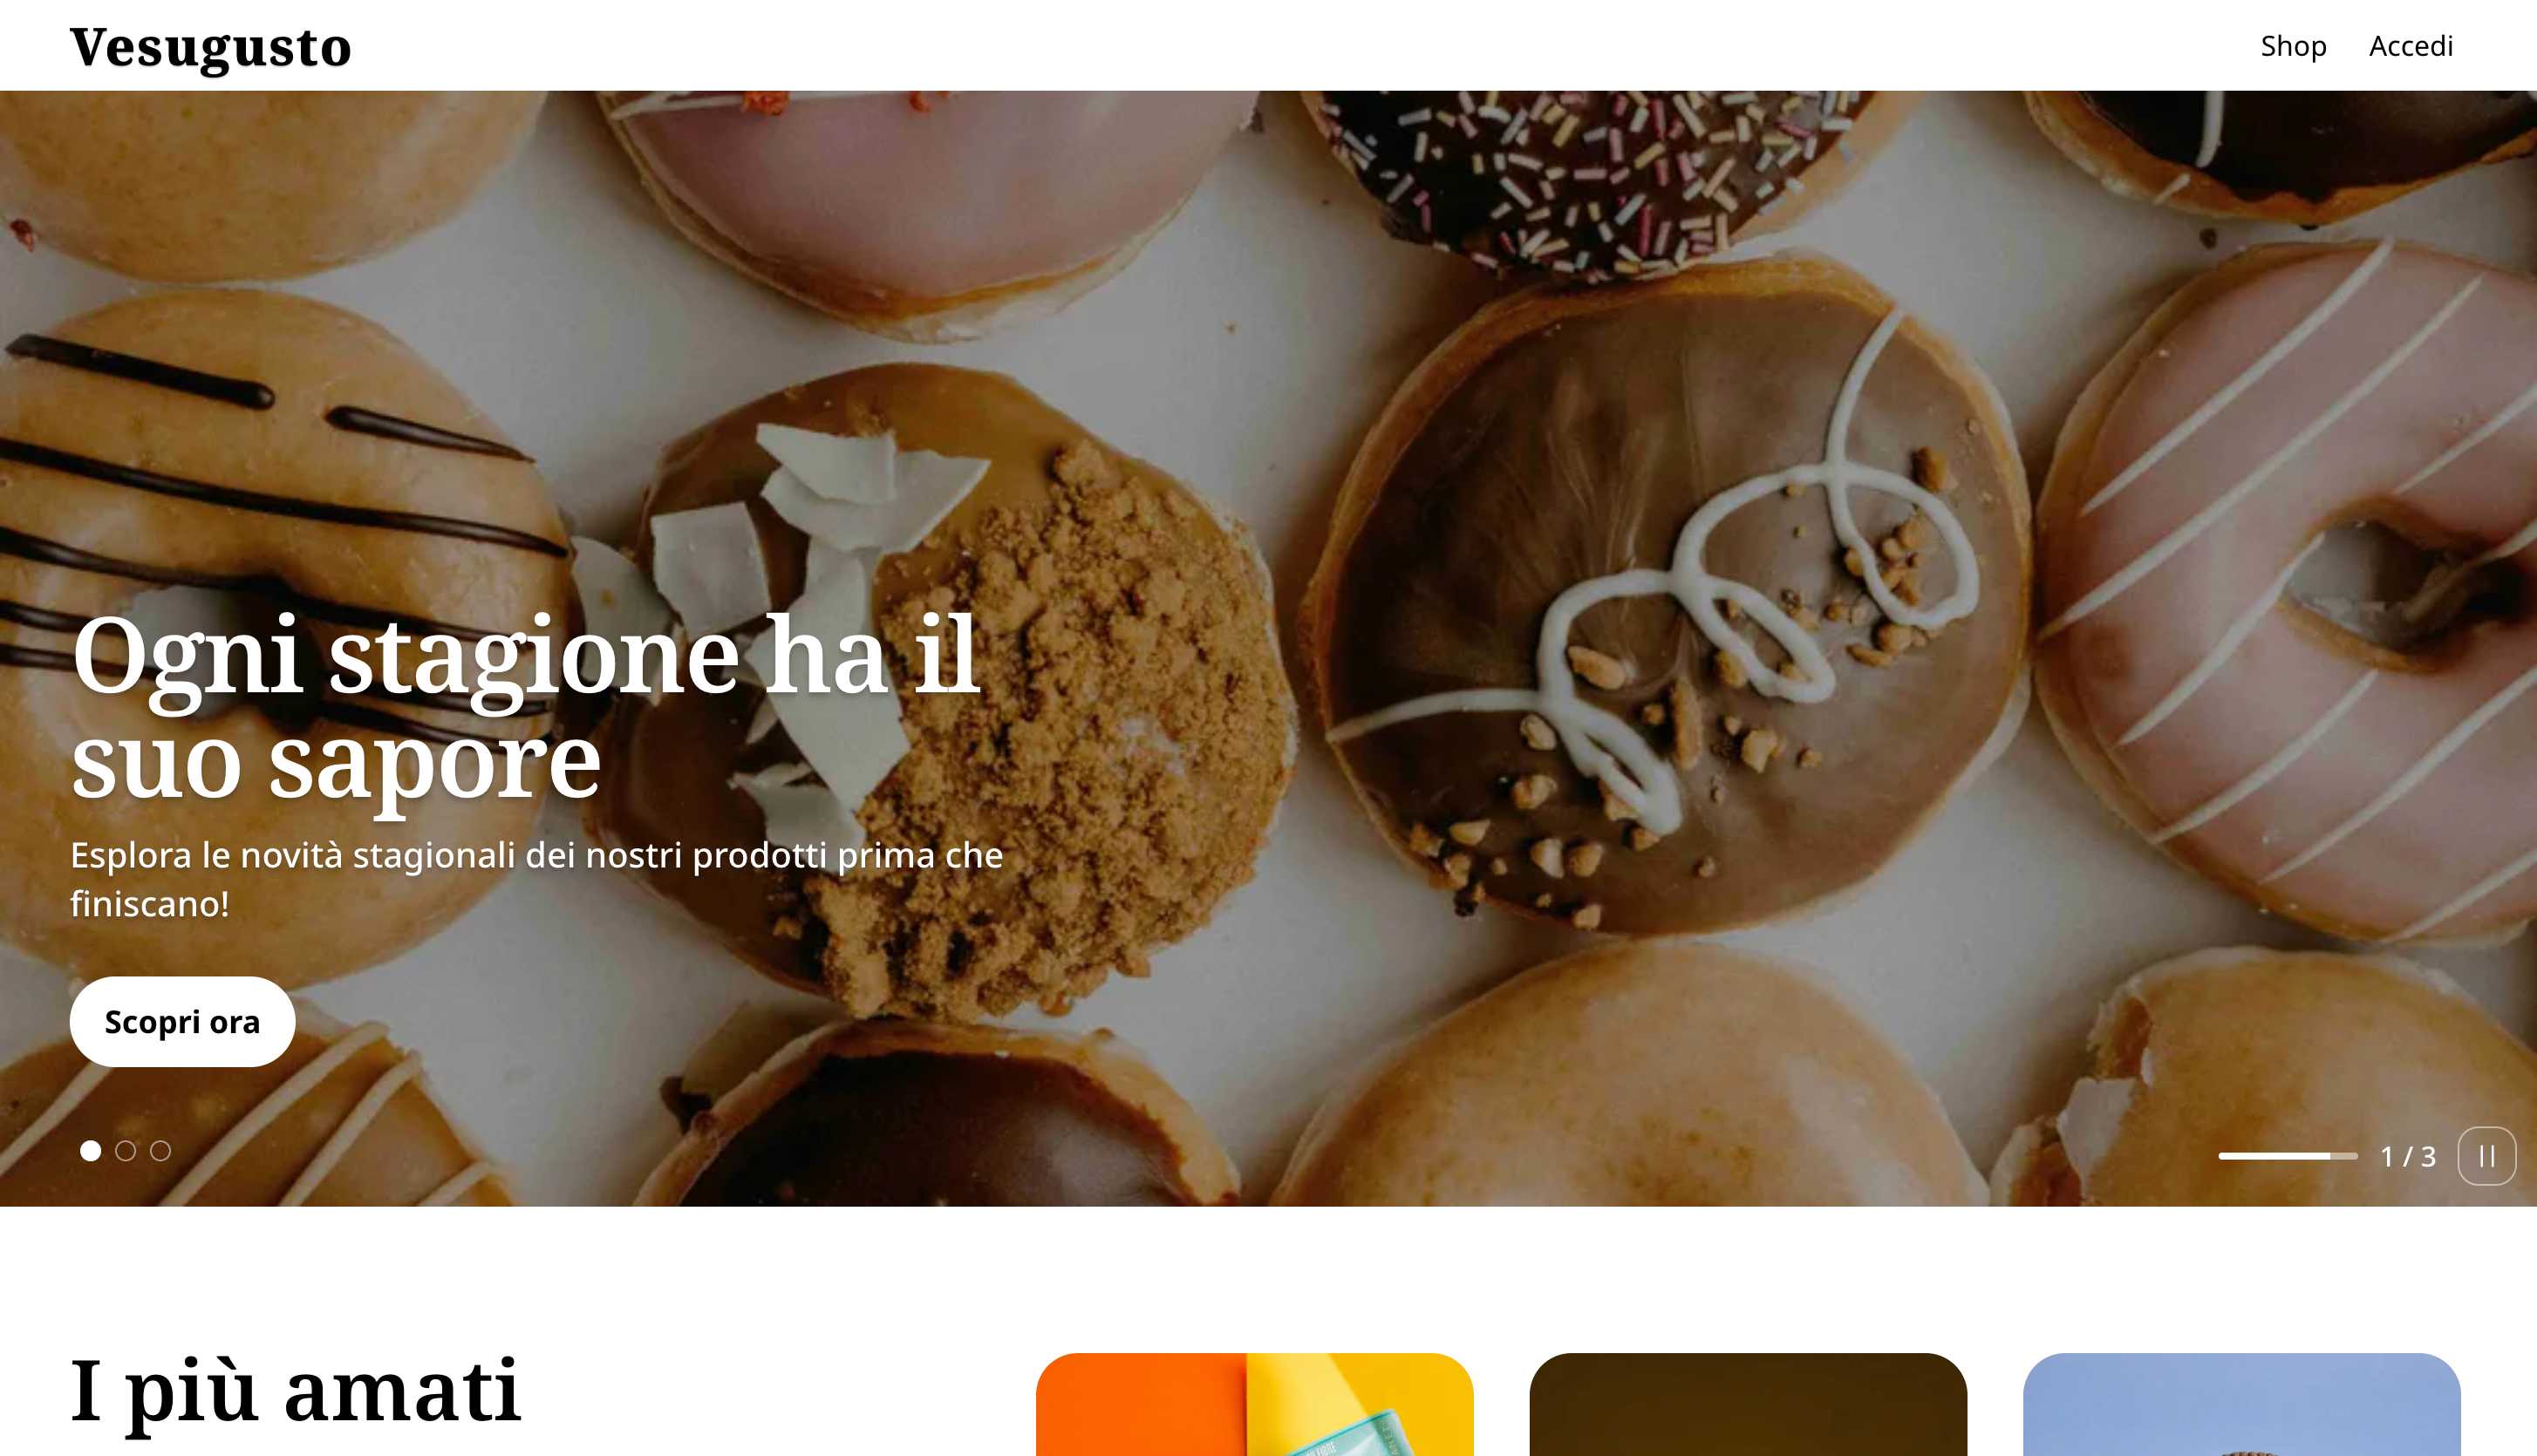 Vesugusto
Shop
Accedi
Ogni stagione ha il
suo sapore
Esplora le novità stagionali dei nostri prodotti prima che
finiscano!
Scopri ora
1 / 3
I più amati